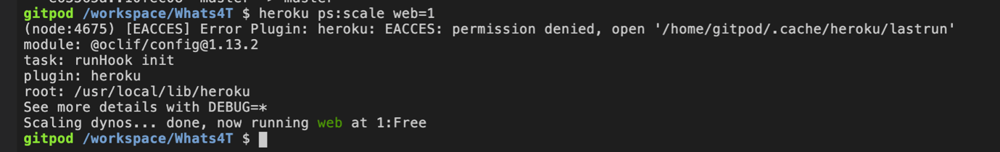 gitpod /workspace/Whats4T $ heroku ps:scale web=1
(node:4675) [EACCES] Error Plugin: heroku: EACCES: permission denied, open '/home/gitpod/.cache/heroku/lastrun'
module: @oclif/config@1.13.2
task: runHook init
plugin: heroku
root: /usr/local/lib/heroku
See more details with DEBUG=*
Scaling dynos... done, now running web at 1:Free
gitpod /workspace/Whats4T $